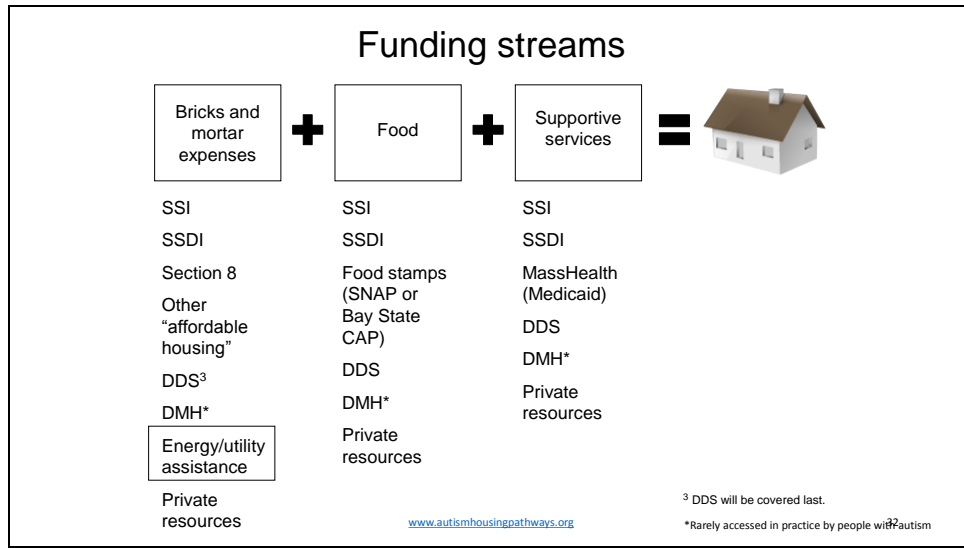 Funding streams
Bricks and
mortar
expenses
Food
Supportive
services
SSI
SSDI
Section 8
Other
“affordable
housing”
DDS³
DMH*
Energy/utility
assistance
Private
resources
SSI
SSDI
Food stamps
(SNAP or
Bay State
CAP)
DDS
DMH*
Private
resources
SSI
SSDI
MassHealth
(Medicaid)
DDS
DMH*
Private
resources
www.autismhousingpathways.org
³ DDS will be covered last.
*Rarely accessed in practice by people with autism
32